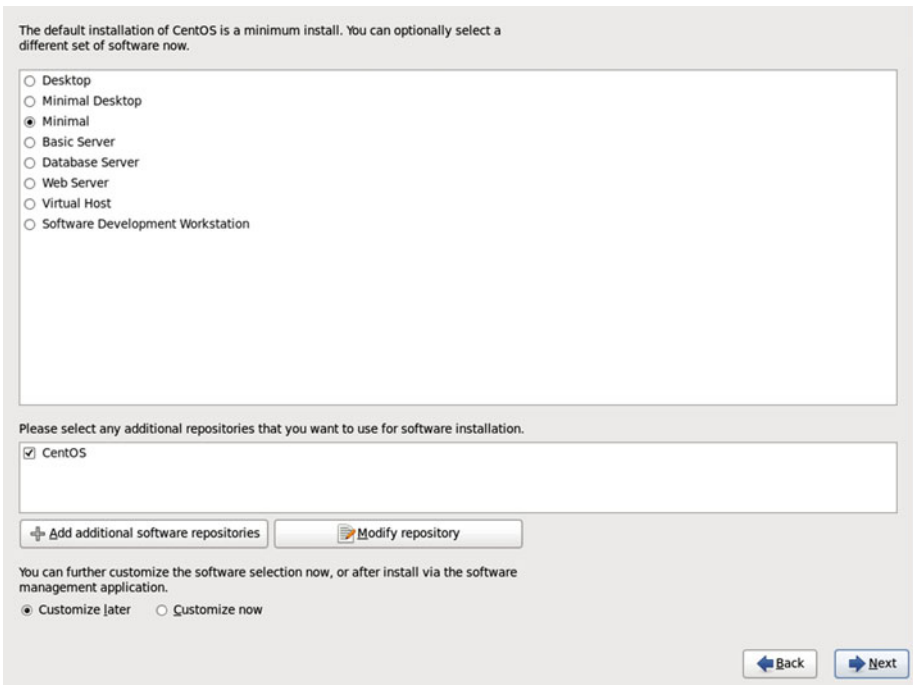 The default installation of CentOS is a minimum install. You can optionally select a
different set of software now.
Desktop
Minimal Desktop
Minimal
Basic Server
Database Server
Web Server
Virtual Host
Software Development Workstation
Please select any additional repositories that you want to use for software installation.
CentOS
Add additional software repositories
Modify repository
You can further customize the software selection now, or after install via the software
management application.
Customize later
Customize now
Back
Next